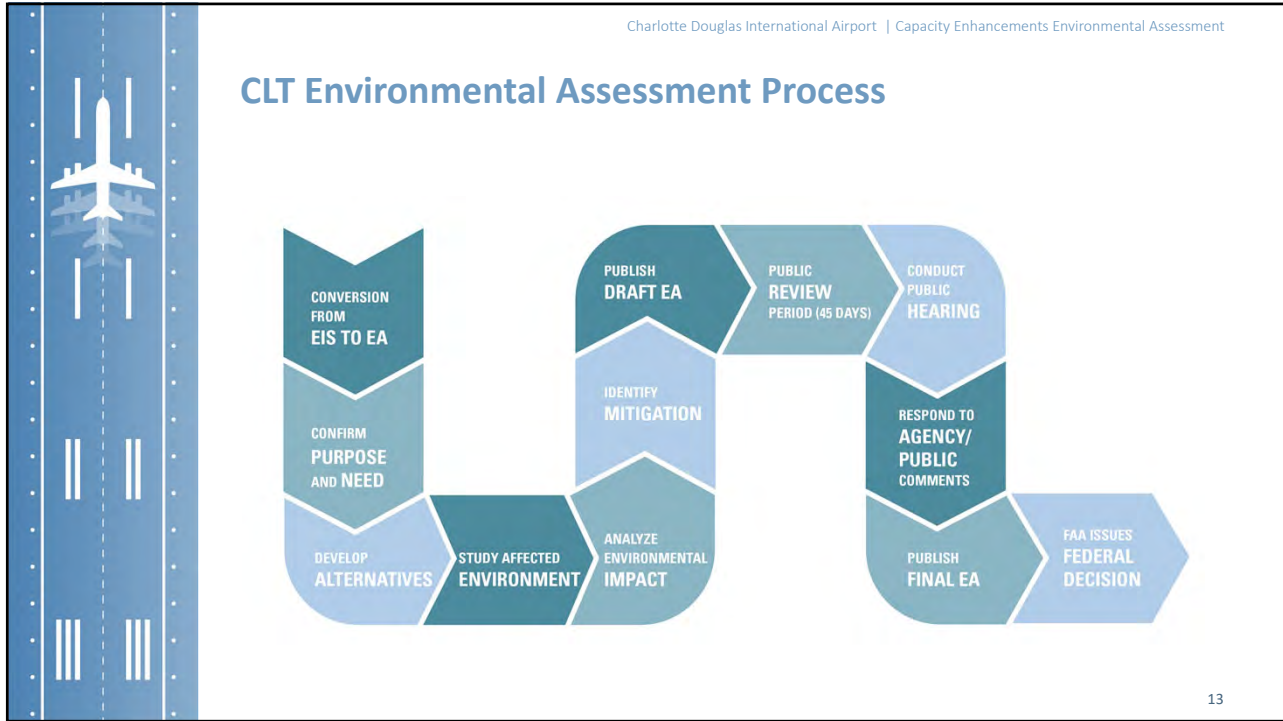 Charlotte Douglas International Airport | Capacity Enhancements Environmental Assessment
CLT Environmental Assessment Process
CONVERSION
FROM
EIS TO EA
CONFIRM
PURPOSE
AND NEED
DEVELOP
ALTERNATIVES
STUDY AFFECTED
ENVIRONMENT
ANALYZE
ENVIRONMENTAL
IMPACT
IDENTIFY
MITIGATION
PUBLISH
DRAFT EA
PUBLIC
REVIEW
PERIOD (45 DAYS)
CONDUCT
PUBLIC
HEARING
RESPOND TO
AGENCY/
PUBLIC
COMMENTS
PUBLISH
FINAL EA
FAA ISSUES
FEDERAL
DECISION
13